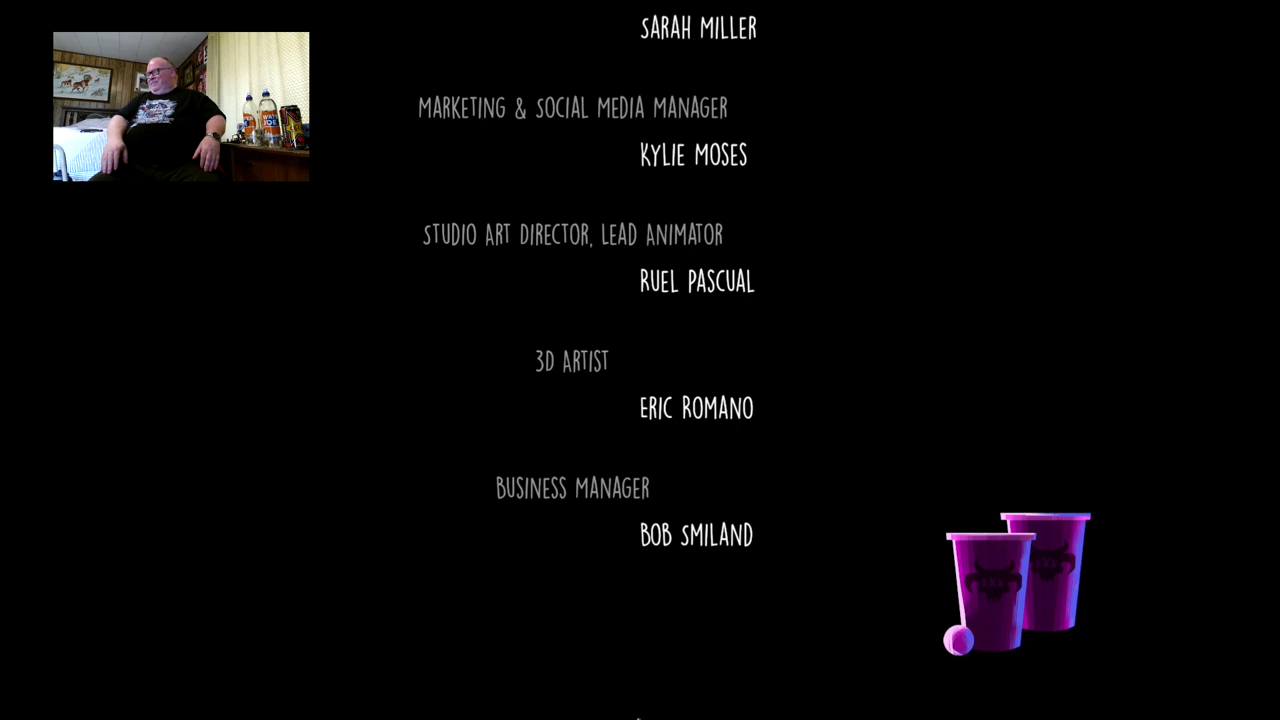 SARAH MILLER
MARKETING & SOCIAL MEDIA MANAGER
KYLIE MOSES
STUDIO ART DIRECTOR, LEAD ANIMATOR
RUEL PASCUAL
3D ARTIST
ERIC ROMANO
BUSINESS MANAGER
BOB SMILAND
XXX